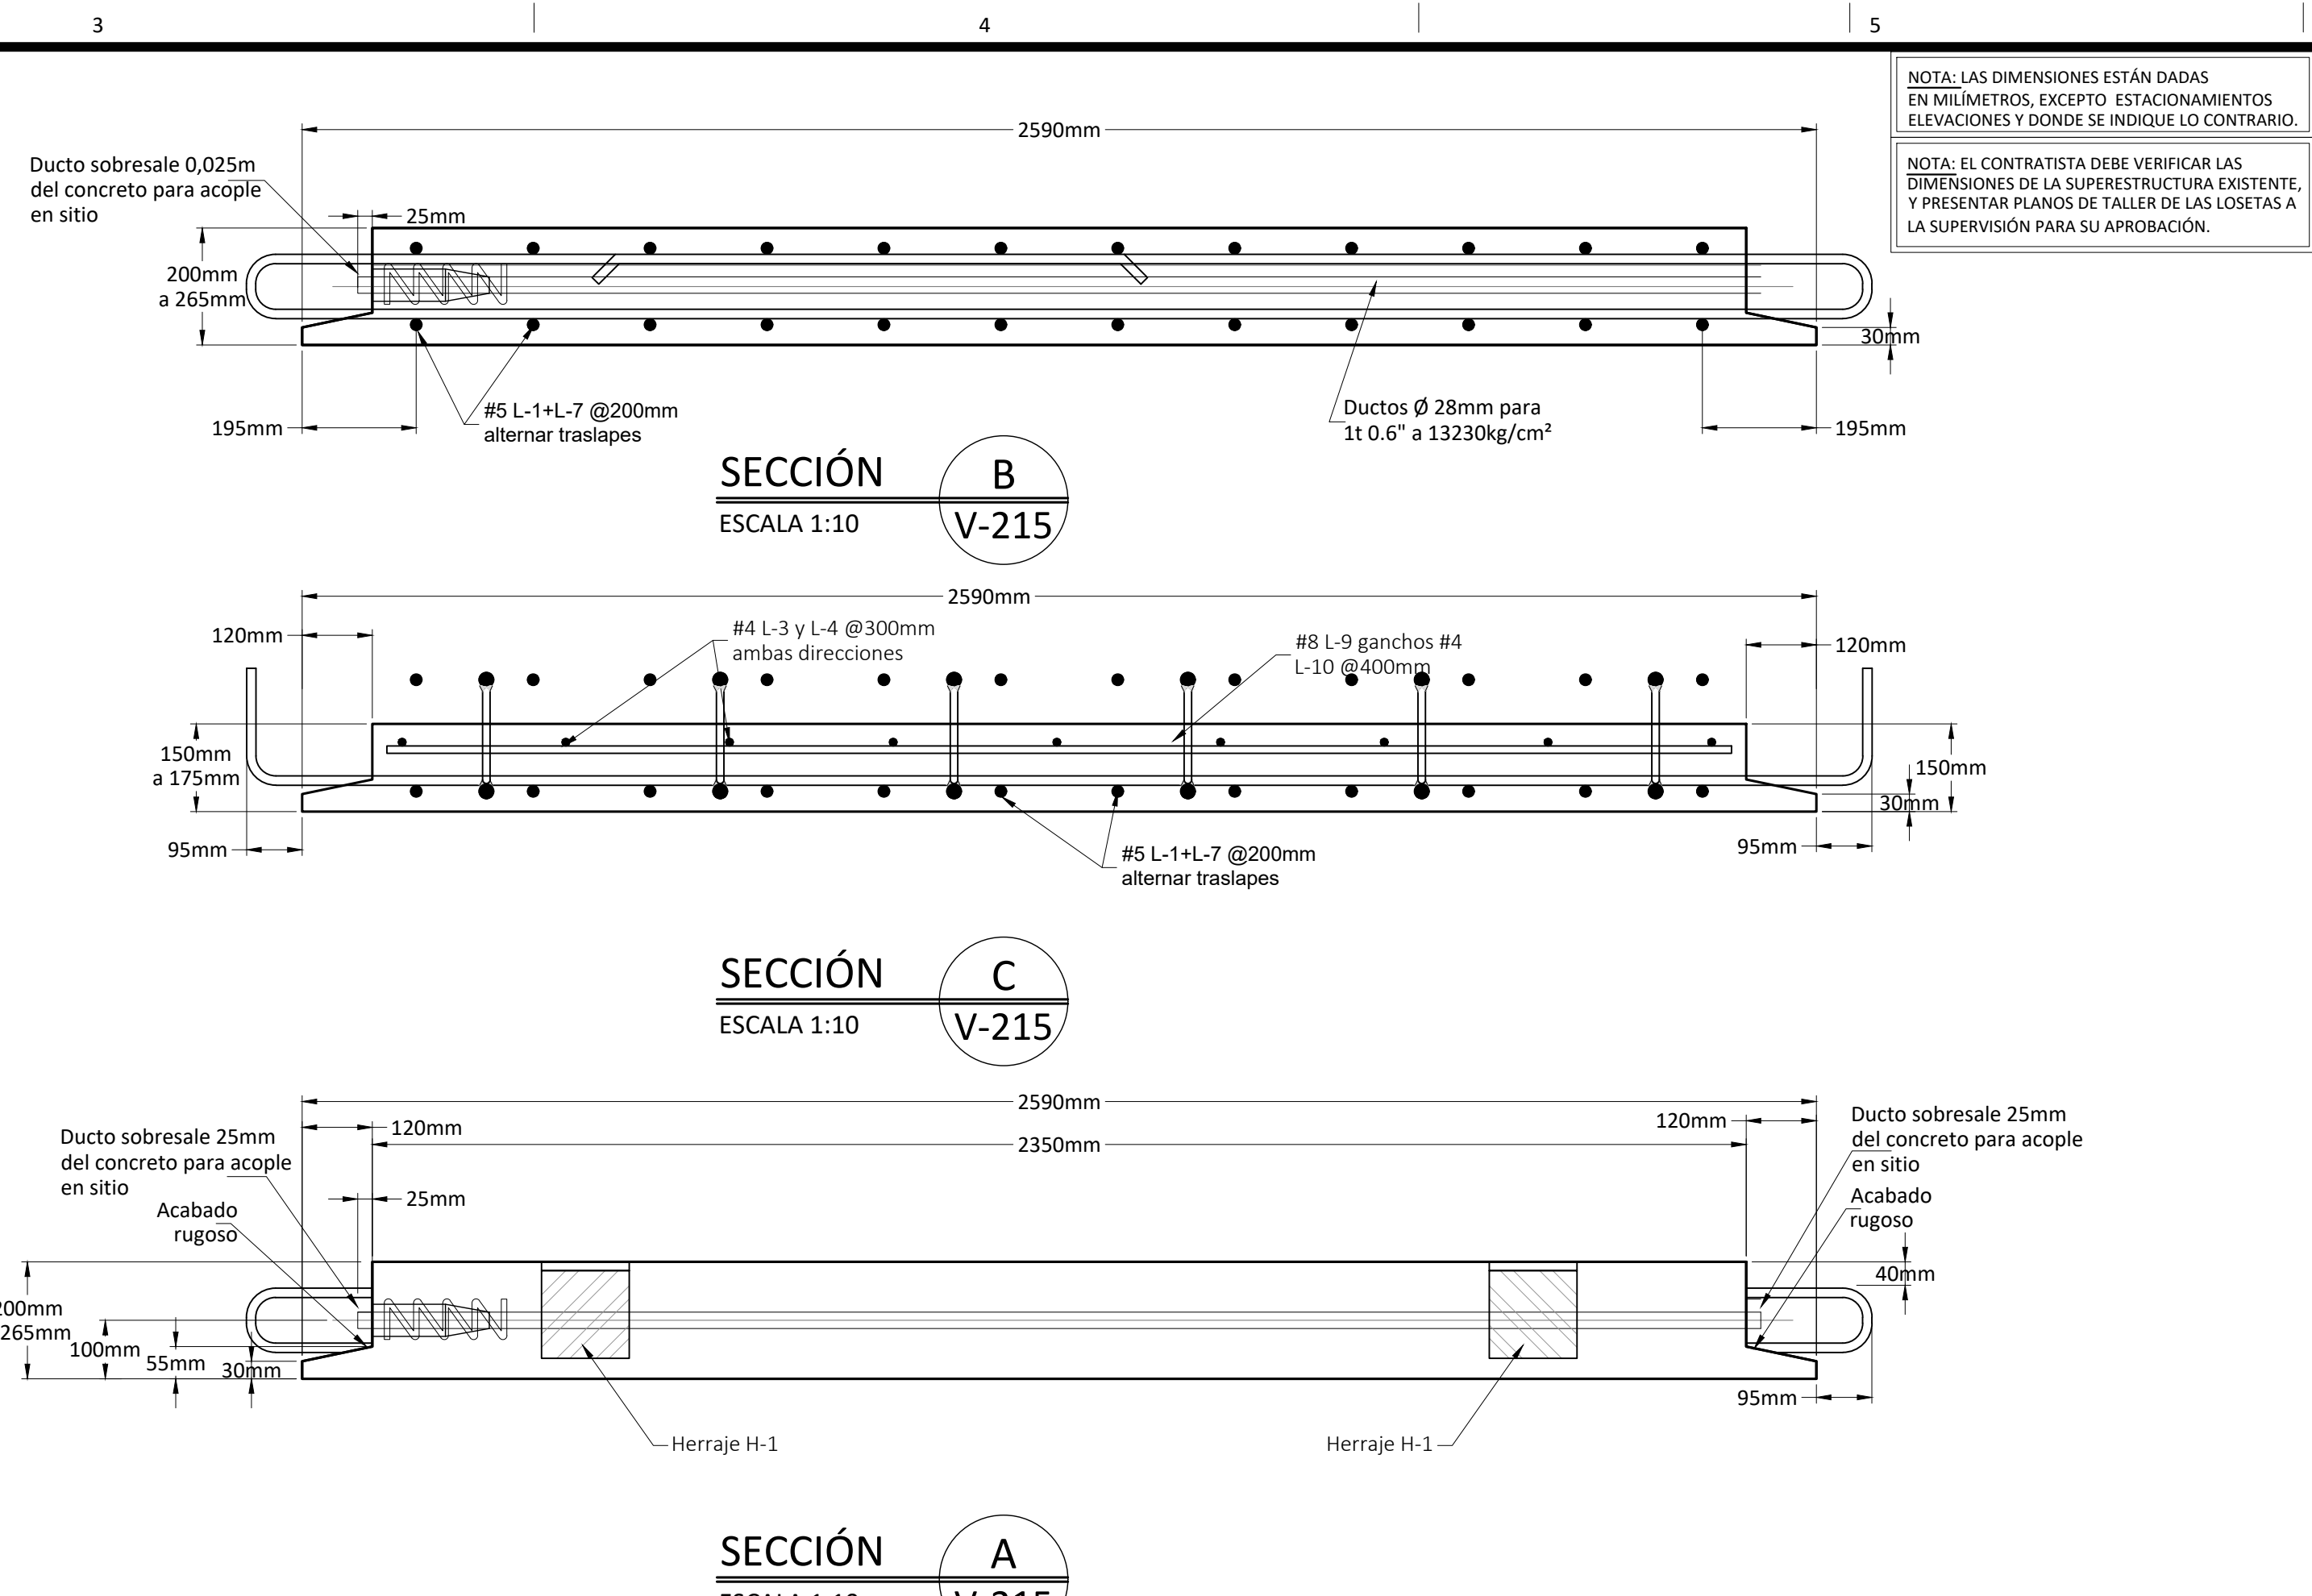 3
4
5
NOTA: LAS DIMENSIONES ESTÁN DADAS
EN MILÍMETROS, EXCEPTO ESTACIONAMIENTOS
ELEVACIONES Y DONDE SE INDIQUE LO CONTRARIO.
NOTA: EL CONTRATISTA DEBE VERIFICAR LAS
DIMENSIONES DE LA SUPERESTRUCTURA EXISTENTE,
Y PRESENTAR PLANOS DE TALLER DE LAS LOSETAS A
LA SUPERVISIÓN PARA SU APROBACIÓN.
2590mm
Ducto sobresale 0,025m
del concreto para acople
en sitio
25mm
200mm
a 265mm
30mm
195mm
#5 L-1+L-7 @200mm
alternar traslapes
Ductos Ø 28mm para
1t 0.6" a 13230kg/cm²
195mm
SECCIÓN
B
ESCALA 1:10
V-215
2590mm
120mm
#4 L-3 y L-4 @300mm
ambas direcciones
#8 L-9 ganchos #4
L-10 @400mm
120mm
150mm
a 175mm
150mm
30mm
95mm
#5 L-1+L-7 @200mm
alternar traslapes
95mm
SECCIÓN
C
ESCALA 1:10
V-215
2590mm
120mm
2350mm
120mm
Ducto sobresale 25mm
del concreto para acople
en sitio
Ducto sobresale 25mm
del concreto para acople
en sitio
25mm
Acabado
rugoso
Acabado
rugoso
40mm
200mm
265mm
100mm
55mm
30mm
95mm
Herraje H-1
Herraje H-1
SECCIÓN
A